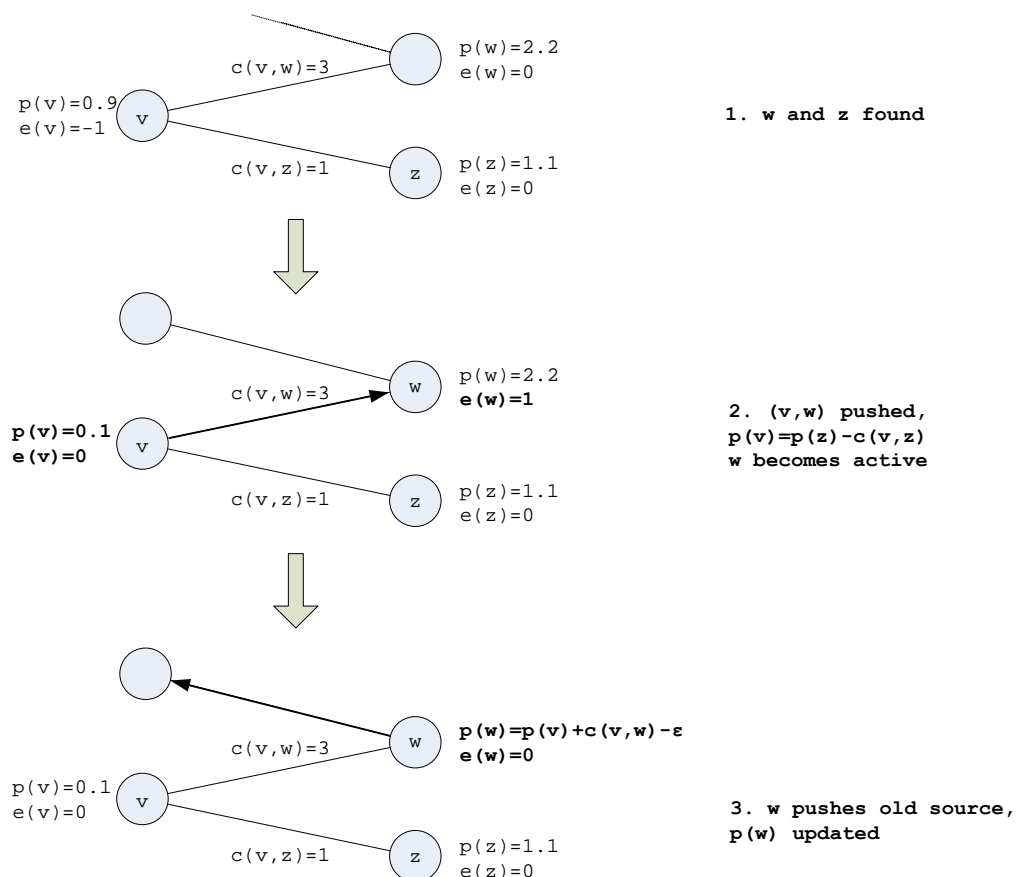 p(w)=2.2
e(w)=0
c(v,w)=3
p(v)=0.9
e(v)=-1
v
1. w and z found
c(v,z)=1
z
p(z)=1.1
e(z)=0
c(v,w)=3
w
p(w)=2.2
e(w)=1
p(v)=0.1
e(v)=0
v
2. (v,w) pushed,
p(v)=p(z)-c(v,z)
w becomes active
c(v,z)=1
z
p(z)=1.1
e(z)=0
c(v,w)=3
w
p(w)=p(v)+c(v,w)-ε
e(w)=0
p(v)=0.1
e(v)=0
v
3. w pushes old source,
p(w) updated
c(v,z)=1
z
p(z)=1.1
e(z)=0